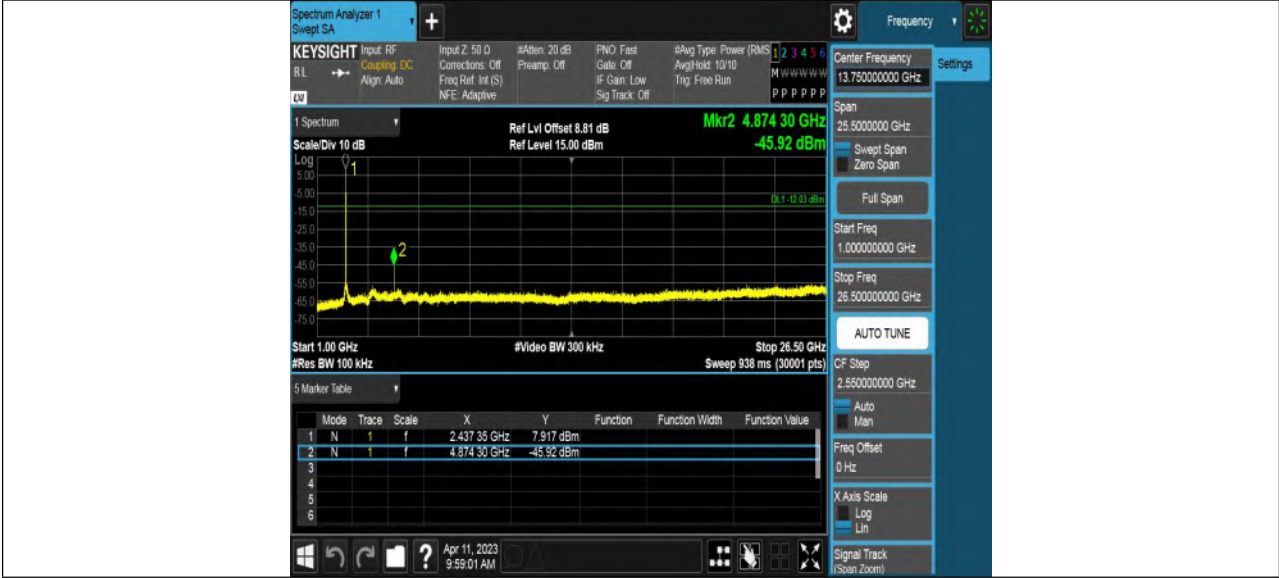 Spectrum Analyzer 1
Swept SA
+
Frequency
KEYSIGHT
RL
LXI
Input: RF
Coupling: DC
Align: Auto
Input Z: 50 Ω
Corrections: Off
Freq Ref: Int (S)
NFE: Adaptive
#Atten: 20 dB
Preamp: Off
PNO: Fast
Gate: Off
IF Gain: Low
Sig Track: Off
#Avg Type: Power (RMS
Avg|Hold: 10/10
Trig: Free Run
1 2 3 4 5 6
M W W W W W
P P P P P P
1 Spectrum
Scale/Div 10 dB
Ref Lvl Offset 8.81 dB
Ref Level 15.00 dBm
Mkr2 4.874 30 GHz
-45.92 dBm
Log
5.00
-5.00
-15.0
-25.0
-35.0
-45.0
-55.0
-65.0
-75.0
1
2
DL1 -12.03 dBm
Start 1.00 GHz
#Res BW 100 kHz
#Video BW 300 kHz
Stop 26.50 GHz
Sweep 938 ms (30001 pts)
5 Marker Table
Mode Trace Scale X Y Function Function Width Function Value
1 N 1 f 2.437 35 GHz 7.917 dBm
2 N 1 f 4.874 30 GHz -45.92 dBm
3
4
5
6
?
Apr 11, 2023
9:59:01 AM
Center Frequency
13.750000000 GHz
Settings
Span
25.5000000 GHz
Swept Span
Zero Span
Full Span
Start Freq
1.000000000 GHz
Stop Freq
26.500000000 GHz
AUTO TUNE
CF Step
2.550000000 GHz
Auto
Man
Freq Offset
0 Hz
X Axis Scale
Log
Lin
Signal Track
(Span Zoom)